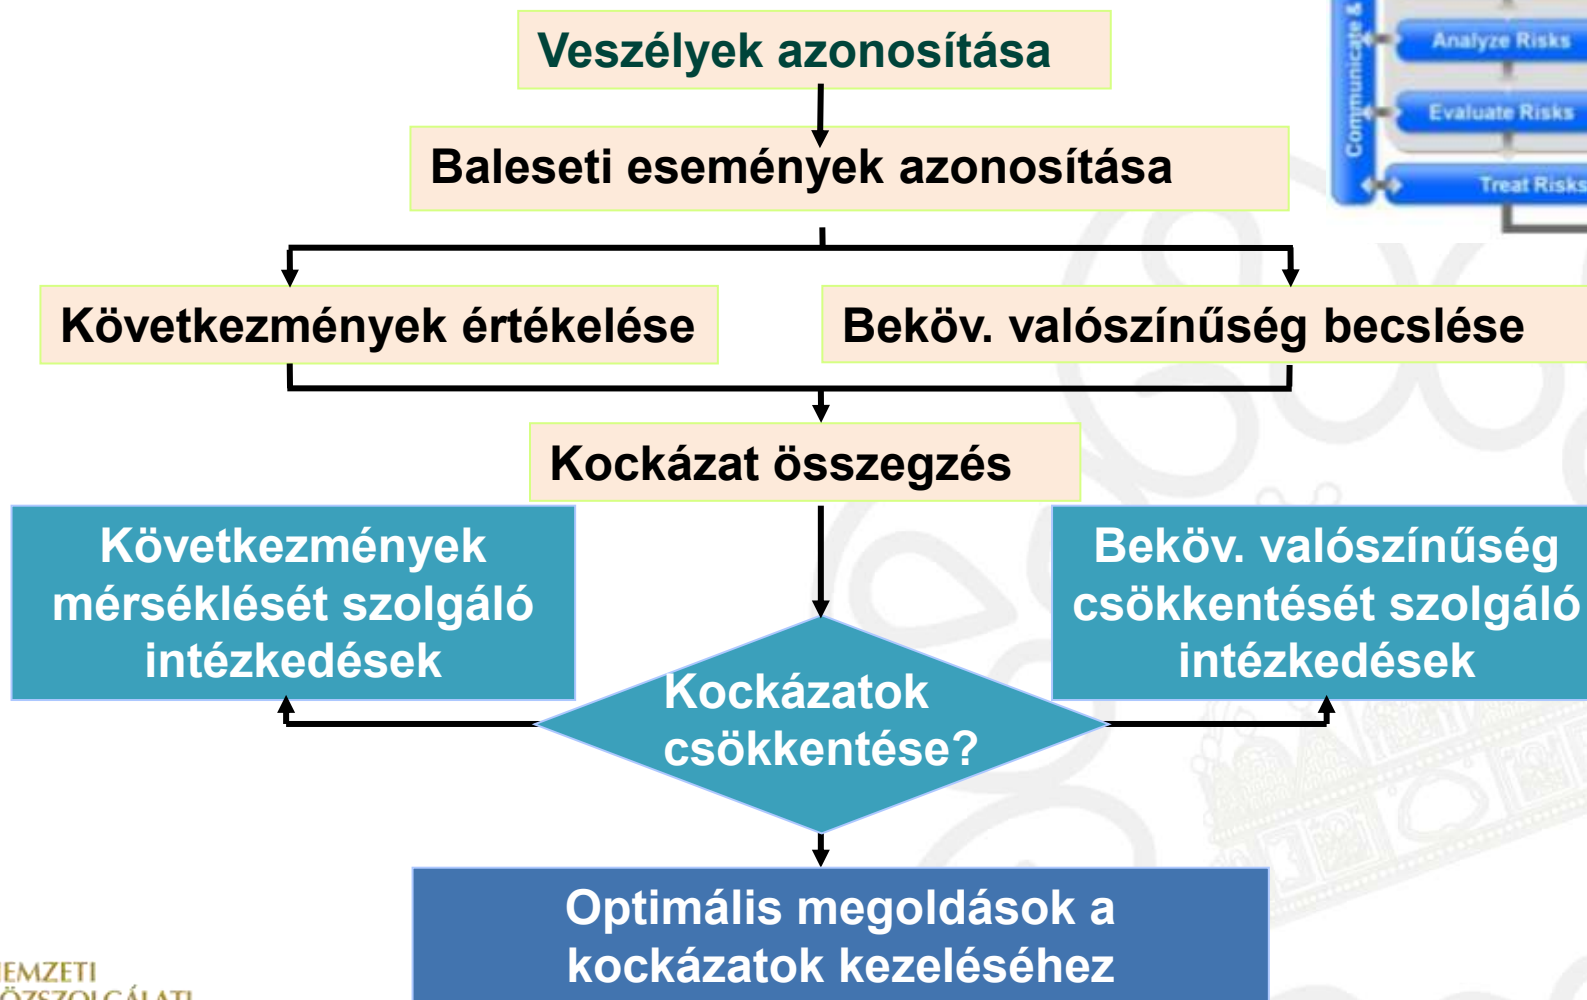 Veszélyek azonosítása
Communicate &
Analyze Risks
Evaluate Risks
Treat Risks
Baleseti események azonosítása
Következmények értékelése
Beköv. valószínűség becslése
Kockázat összegzés
Következmények
mérséklését szolgáló
intézkedések
Beköv. valószínűség
csökkentését szolgáló
intézkedések
Kockázatok
csökkentése?
Optimális megoldások a
kockázatok kezeléséhez